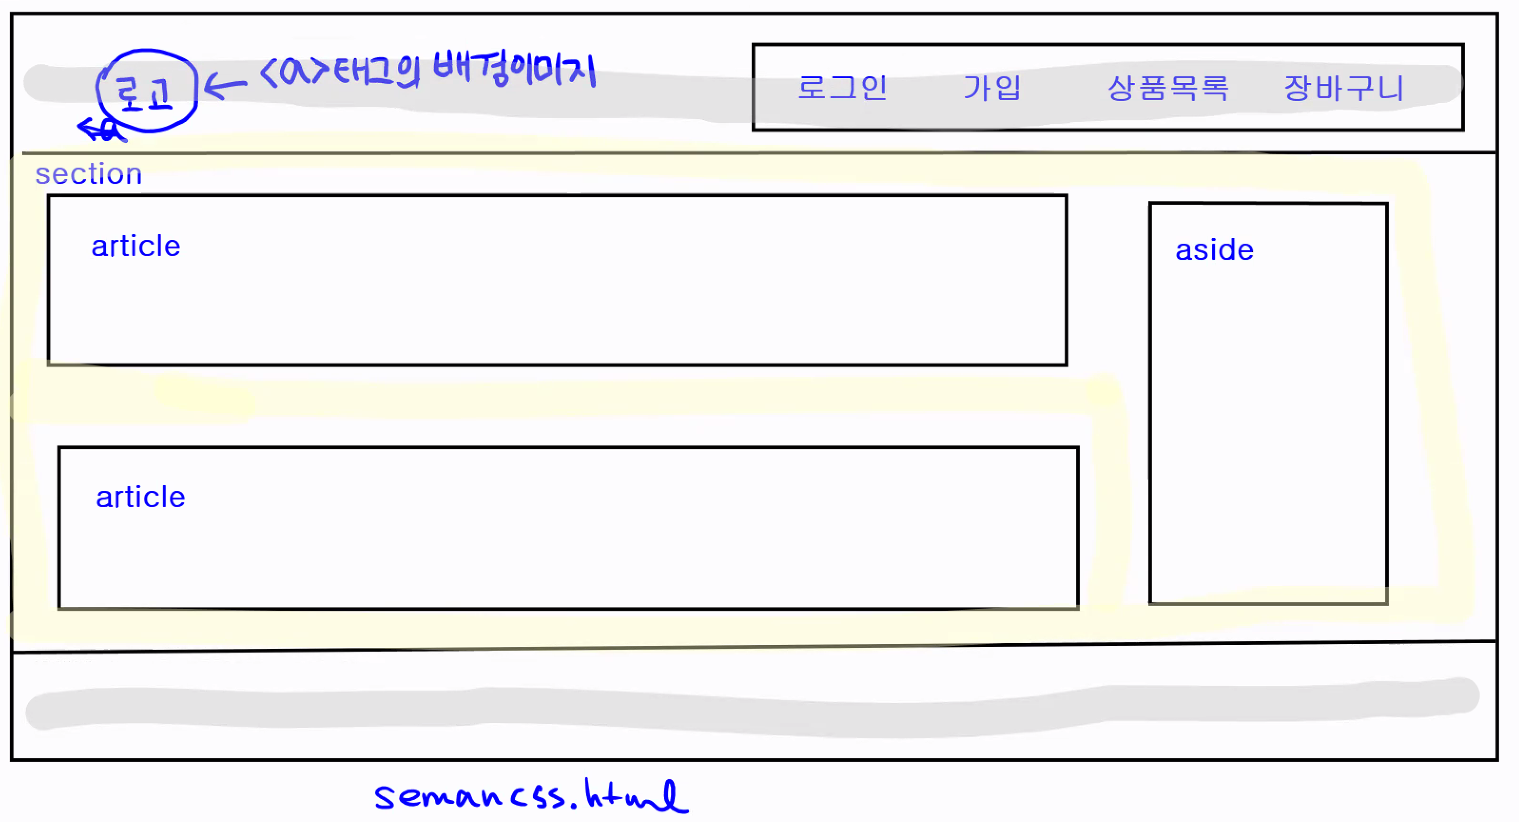 로고 ← <a>태그의 배경이미지
로그인 가입 상품목록 장바구니
section
article
aside
article
semancss.html